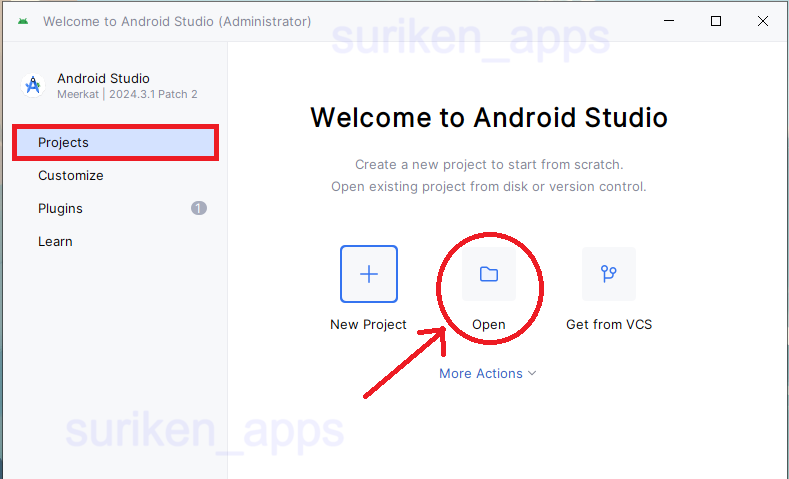 Welcome to Android Studio (Administrator)
suriken_apps
Android Studio
Meerkat | 2024.3.1 Patch 2
Projects
Customize
Plugins
1
Learn
Welcome to Android Studio
Create a new project to start from scratch.
Open existing project from disk or version control.
New Project
Open
Get from VCS
More Actions
suriken_apps